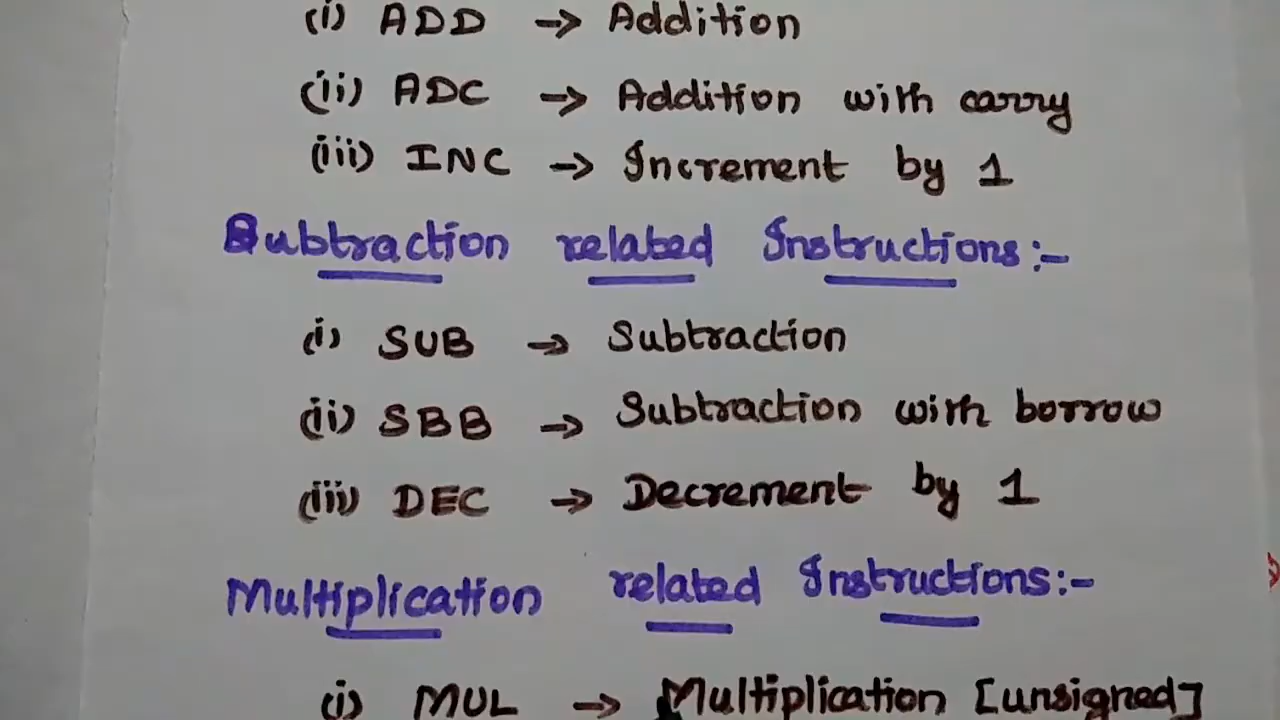 (i) ADD → Addition
(ii) ADC → Addition with carry
(iii) INC → Increment by 1
Subtraction related Instructions:-
(i) SUB → Subtraction
(ii) SBB → Subtraction with borrow
(iii) DEC → Decrement by 1
Multiplication related Instructions:-
(i) MUL → Multiplication [unsigned]